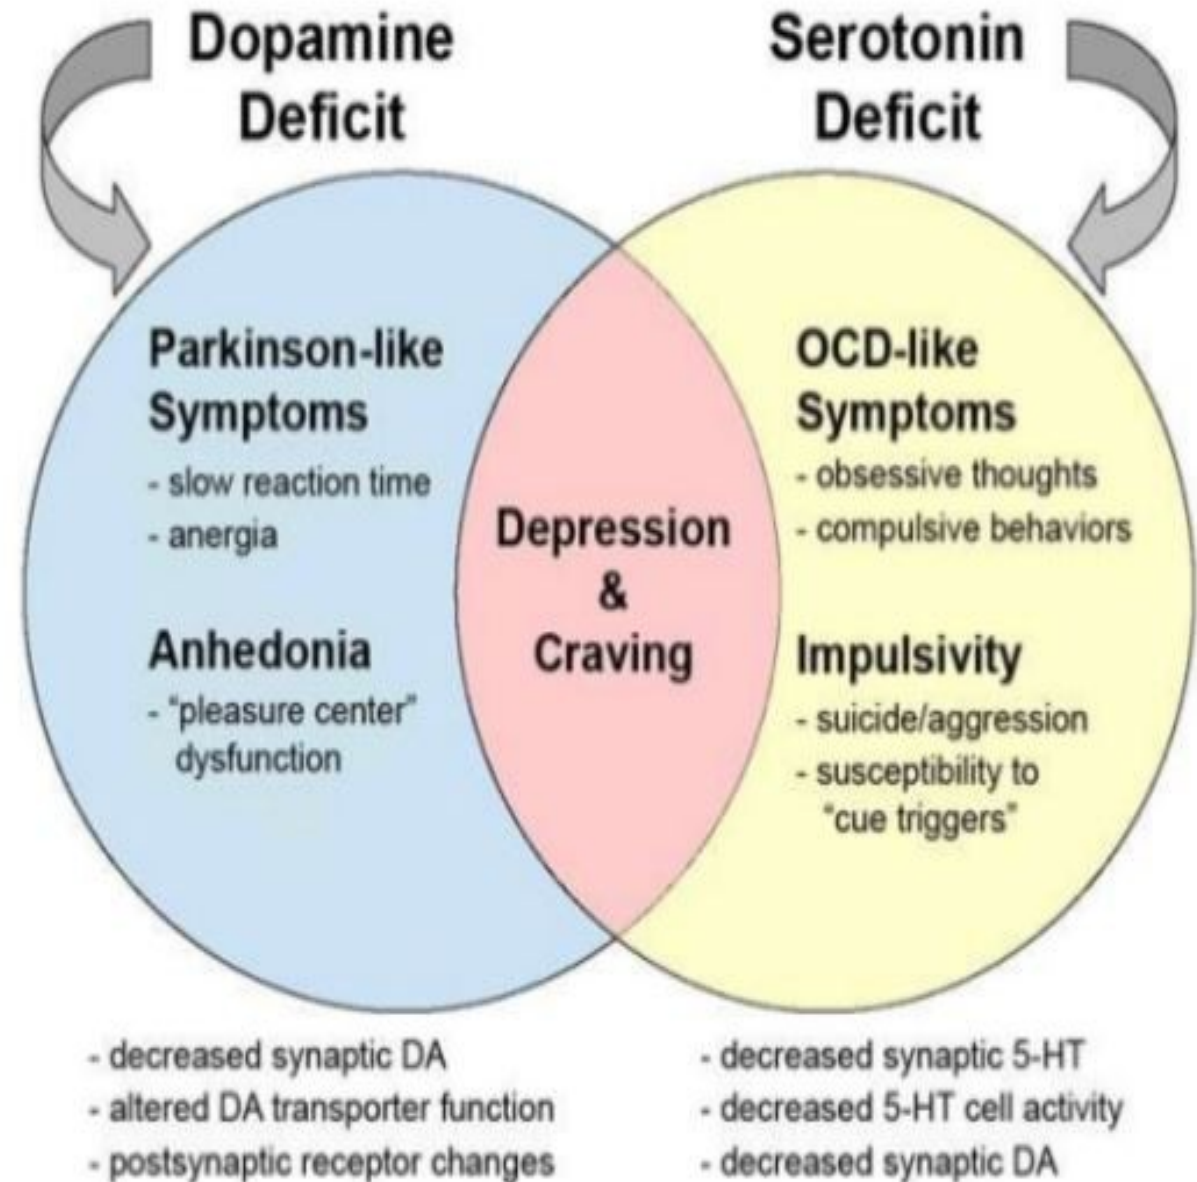 Dopamine
Deficit
Serotonin
Deficit
Parkinson-like
Symptoms
- slow reaction time
- anergia
Anhedonia
- “pleasure center”
dysfunction
Depression
&
Craving
OCD-like
Symptoms
- obsessive thoughts
- compulsive behaviors
Impulsivity
- suicide/aggression
- susceptibility to
“cue triggers”
- decreased synaptic DA
- altered DA transporter function
- postsynaptic receptor changes
- decreased synaptic 5-HT
- decreased 5-HT cell activity
- decreased synaptic DA